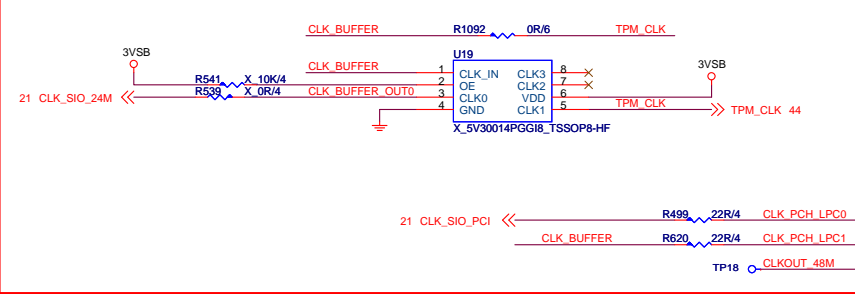 CLK_BUFFER R1092 0R/6 TPM_CLK
3VSB
U19
3VSB
CLK_BUFFER 1 CLK_IN CLK3 8
R541 X_10K/4 2 OE CLK2 7
21 CLK_SIO_24M R539 X_0R/4 CLK_BUFFER_OUT0 3 CLK0 VDD 6
4 GND CLK1 5 TPM_CLK TPM_CLK 44
X_5V30014PGGI8_TSSOP8-HF
21 CLK_SIO_PCI R499 22R/4 CLK_PCH_LPC0
CLK_BUFFER R620 22R/4 CLK_PCH_LPC1
TP18 CLKOUT_48M